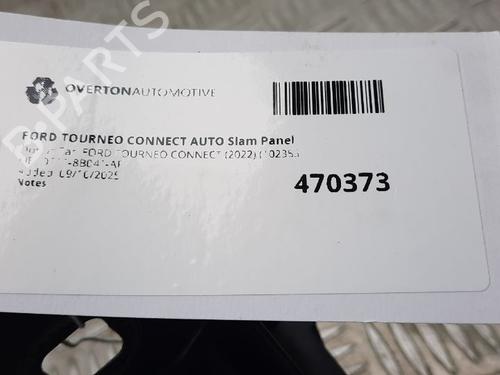 OVERTONAUTOMOTIVE
FORD TOURNEO CONNECT AUTO Slam Panel
FORD TOURNEO CONNECT (2022)
Notes
470373
B-PARTS